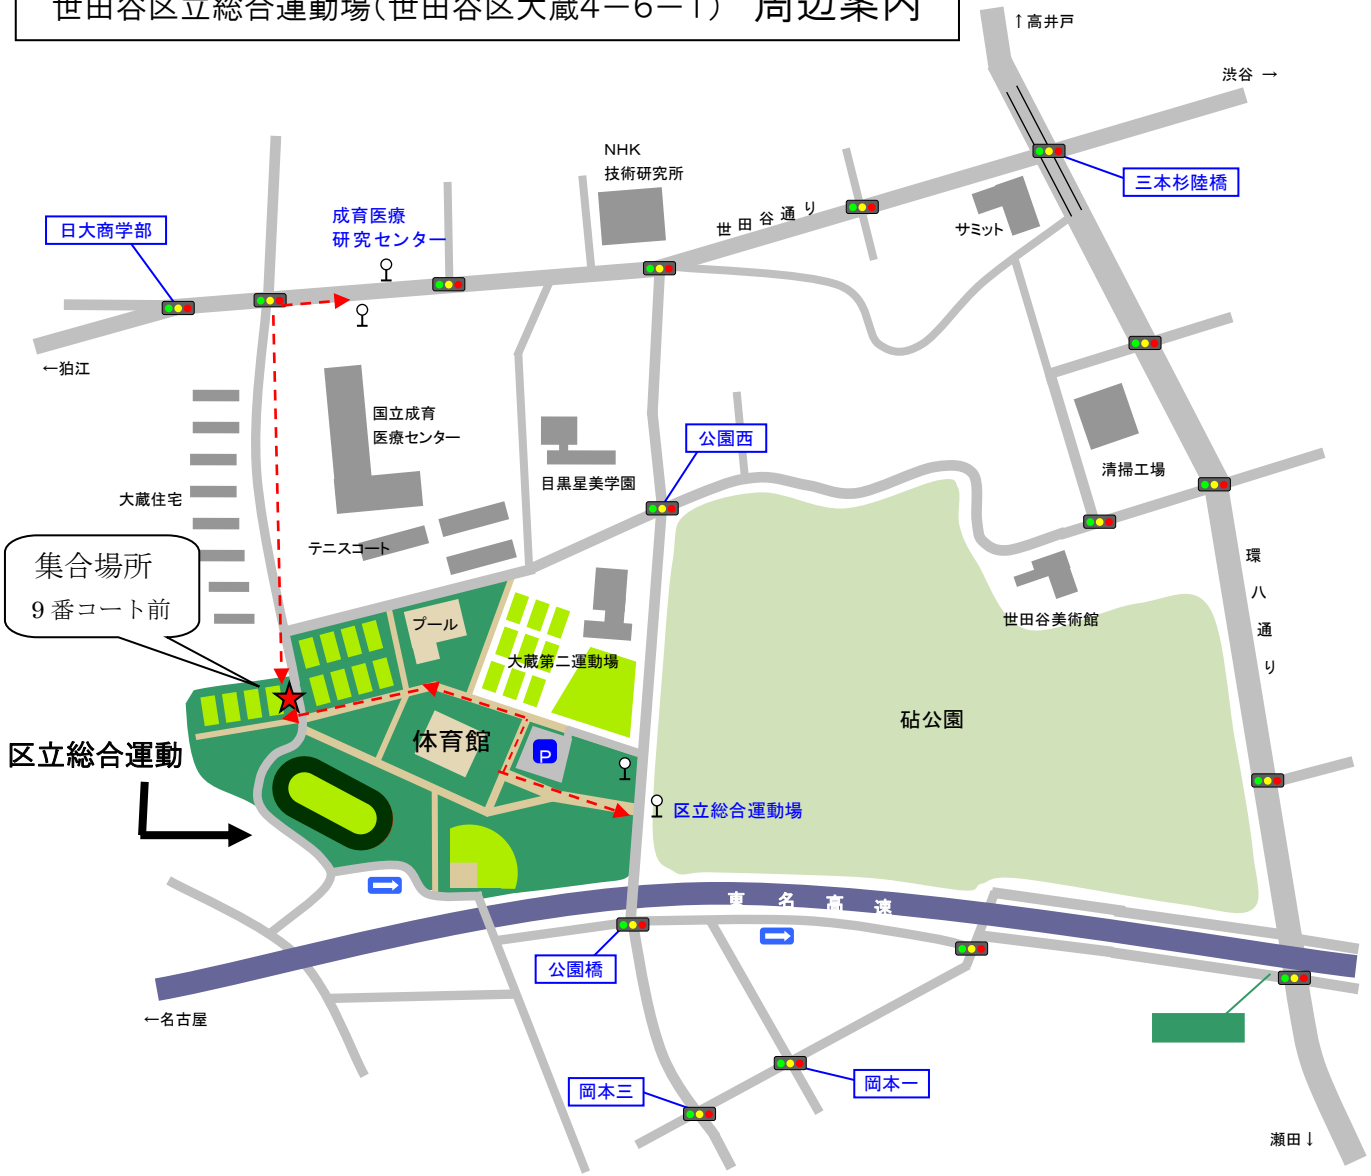 世田谷区立総合運動場（世田谷区大蔵4－6－1） 周辺案内
↑高井戸
渋谷 →
NHK
技術研究所
三本杉陸橋
成育医療
研究センター
日大商学部
世田谷通り
サミット
←狛江
国立成育
医療センター
公園西
目黒星美学園
清掃工場
大蔵住宅
テニスコート
集合場所
9番コート前
環八通り
世田谷美術館
プール
大蔵第二運動場
砧公園
体育館
区立総合運動
P
区立総合運動場
東名高速
公園橋
←名古屋
岡本三
岡本一
瀬田↓